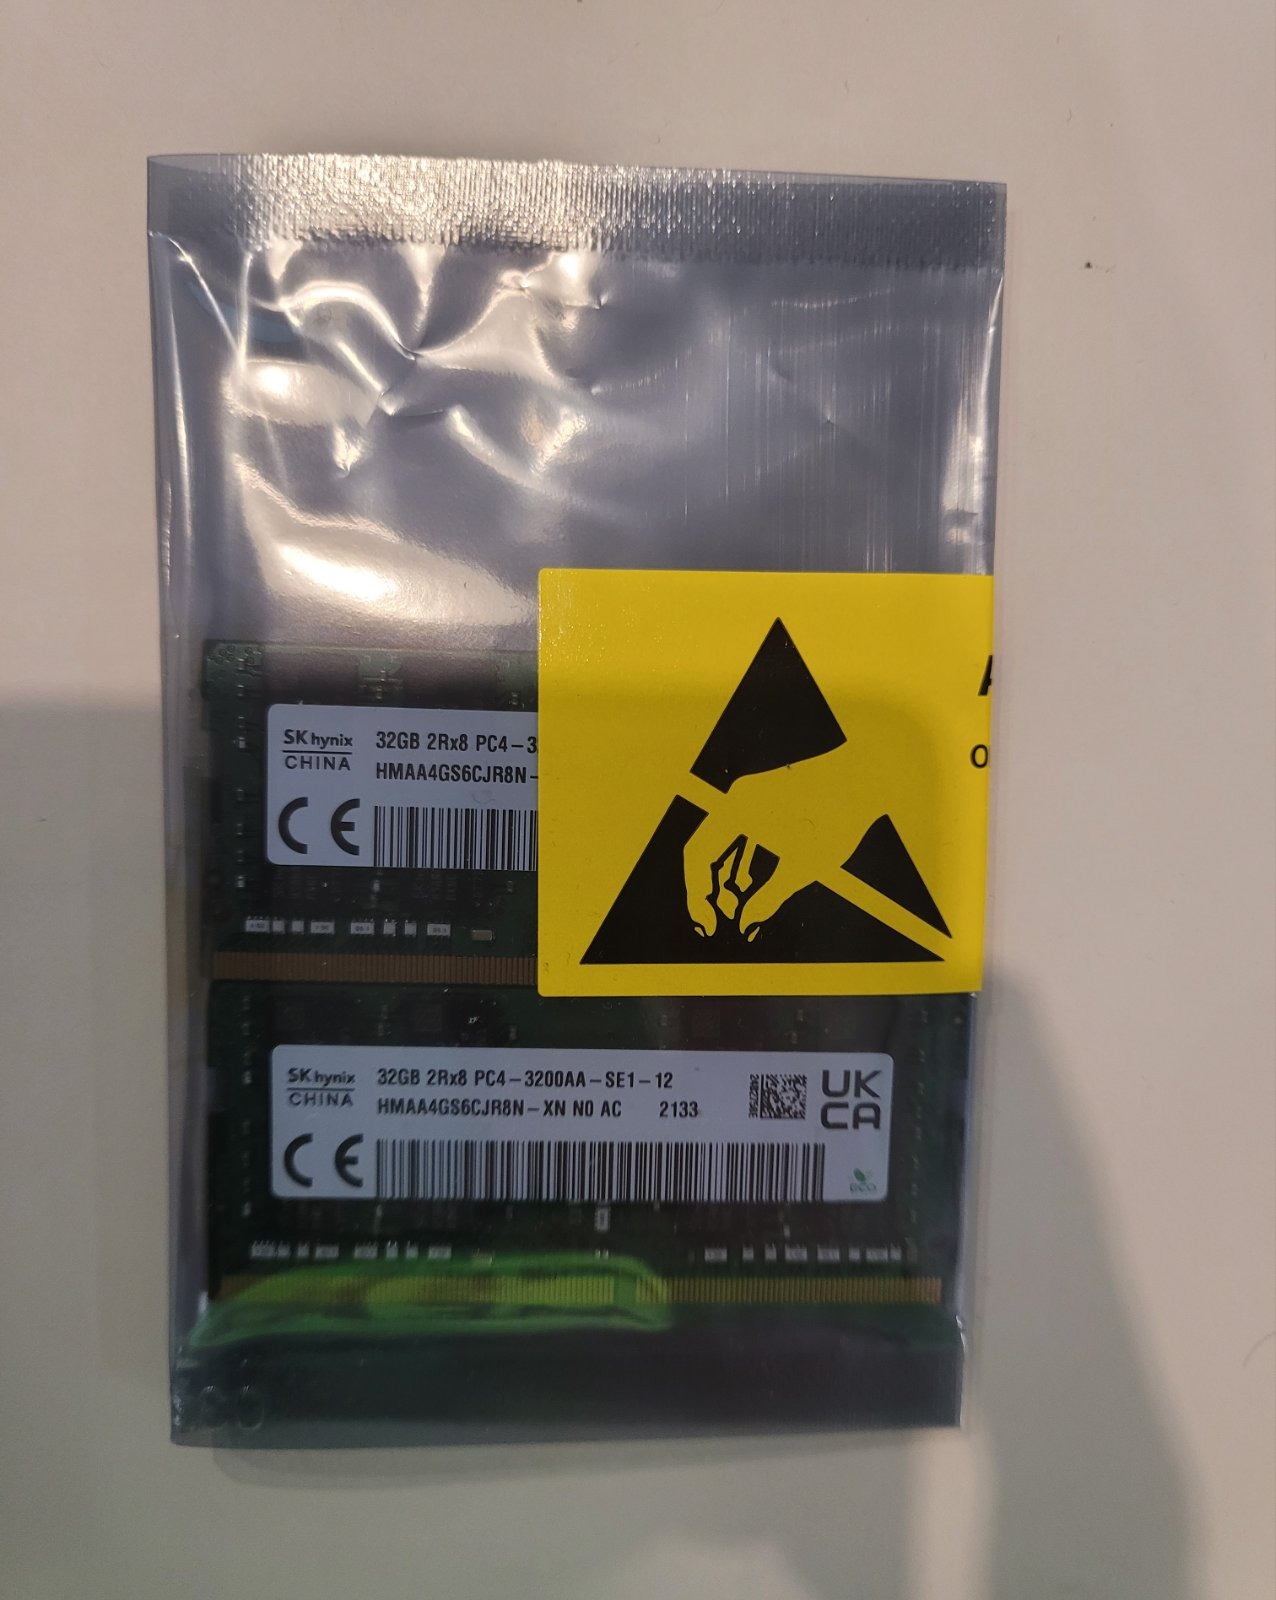 SK hynix
CHINA
32GB 2Rx8 PC4-3
HMAA4GS6CJR8N-
CE
A
o
SK hynix
CHINA
32GB 2Rx8 PC4-3200AA-SE1-12
HMAA4GS6CJR8N-XN N0 AC 2133
UK
CA
CE
eco